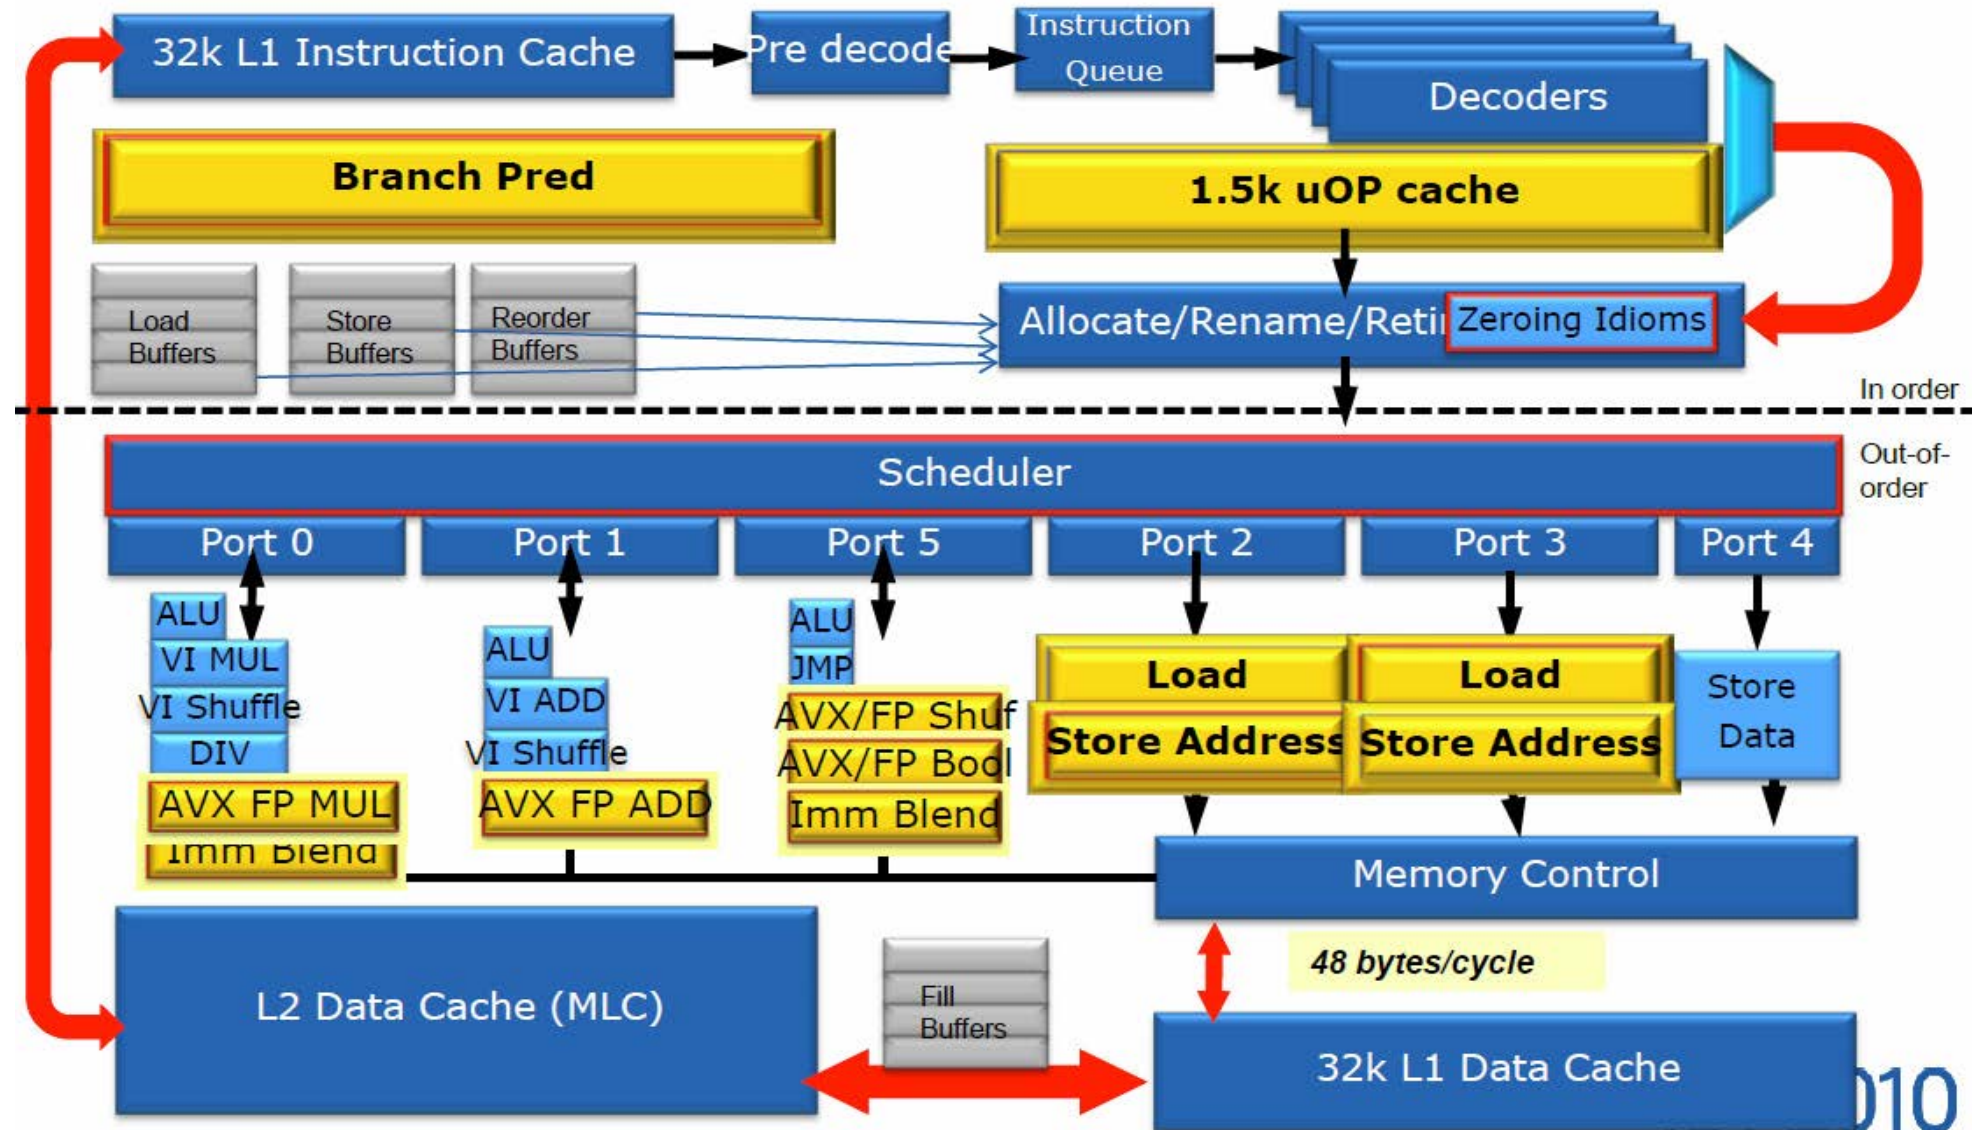 32k L1 Instruction Cache
Pre decode
Instruction
Queue
Decoders
Branch Pred
1.5k uOP cache
Load
Buffers
Store
Buffers
Reorder
Buffers
Allocate/Rename/Reti
Zeroing Idioms
In order
Out-of-
order
Scheduler
Port 0
Port 1
Port 5
Port 2
Port 3
Port 4
ALU
VI MUL
VI Shuffle
DIV
AVX FP MUL
Imm Blend
ALU
VI ADD
VI Shuffle
AVX FP ADD
ALU
JMP
AVX/FP Shuf
AVX/FP Bool
Imm Blend
Load
Store Address
Load
Store Address
Store
Data
Memory Control
48 bytes/cycle
L2 Data Cache (MLC)
Fill
Buffers
32k L1 Data Cache
010